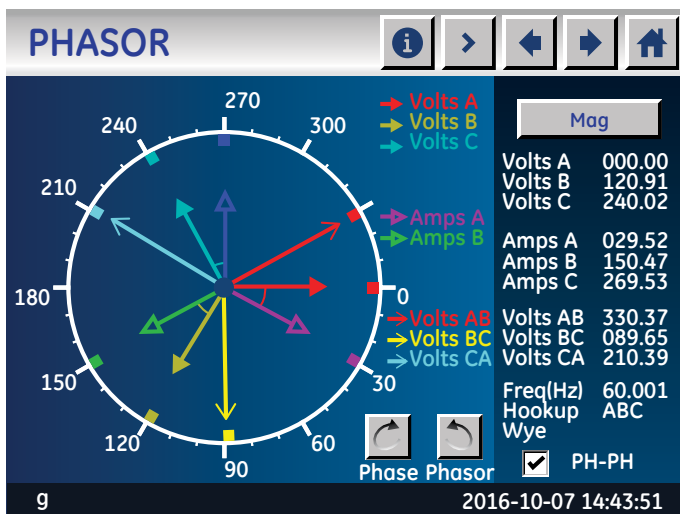 PHASOR
Mag
270
240
300
210
180
0
150
30
120
60
90
Volts A
Volts B
Volts C
Amps A
Amps B
Volts AB
Volts BC
Volts CA
Phase Phasor
Volts A 000.00
Volts B 120.91
Volts C 240.02
Amps A 029.52
Amps B 150.47
Amps C 269.53
Volts AB 330.37
Volts BC 089.65
Volts CA 210.39
Freq(Hz) 60.001
Hookup ABC
Wye
PH-PH
g
2016-10-07 14:43:51